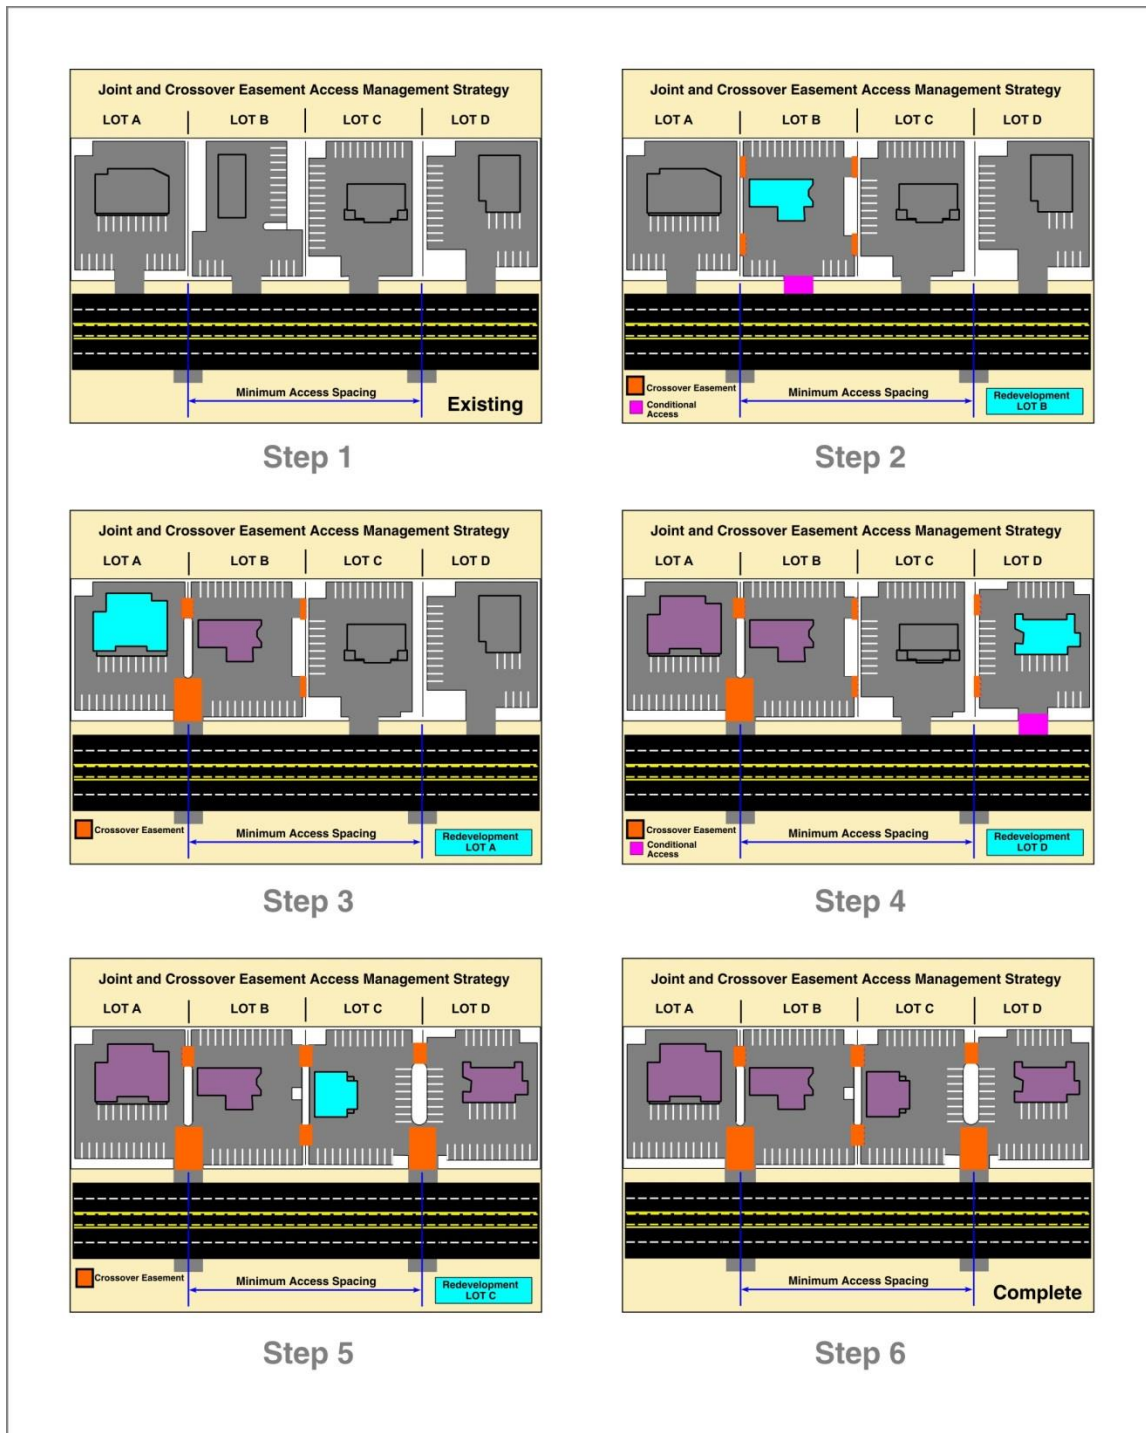 Joint and Crossover Easement Access Management Strategy
LOT A LOT B LOT C LOT D
Minimum Access Spacing
Existing
Step 1
Joint and Crossover Easement Access Management Strategy
LOT A LOT B LOT C LOT D
Crossover Easement
Conditional
Access
Minimum Access Spacing
Redevelopment
LOT B
Step 2
Joint and Crossover Easement Access Management Strategy
LOT A LOT B LOT C LOT D
Crossover Easement
Minimum Access Spacing
Redevelopment
LOT A
Step 3
Joint and Crossover Easement Access Management Strategy
LOT A LOT B LOT C LOT D
Crossover Easement
Conditional
Access
Minimum Access Spacing
Redevelopment
LOT D
Step 4
Joint and Crossover Easement Access Management Strategy
LOT A LOT B LOT C LOT D
Crossover Easement
Minimum Access Spacing
Redevelopment
LOT C
Step 5
Joint and Crossover Easement Access Management Strategy
LOT A LOT B LOT C LOT D
Minimum Access Spacing
Complete
Step 6